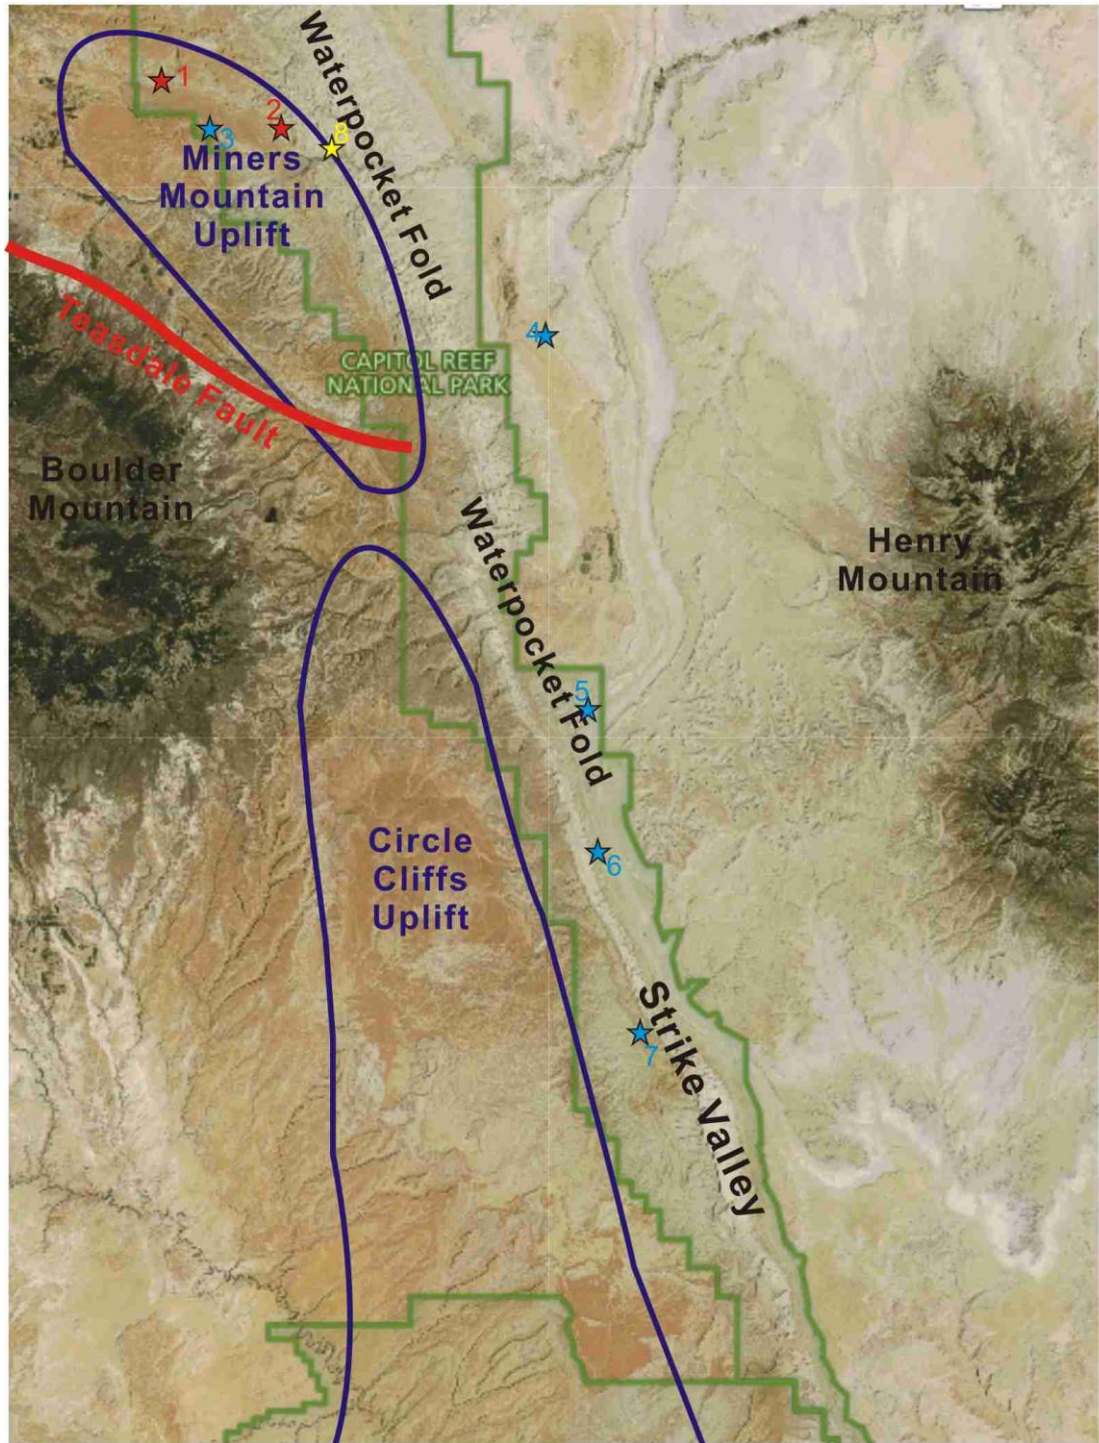 Waterpocket Fold
1
2
3
8
Miners
Mountain
Uplift
Teasdale Fault
4
CAPITOL REEF
NATIONAL PARK
Boulder
Mountain
Waterpocket Fold
Henry
Mountain
5
Circle
Cliffs
Uplift
6
Strike Valley
7